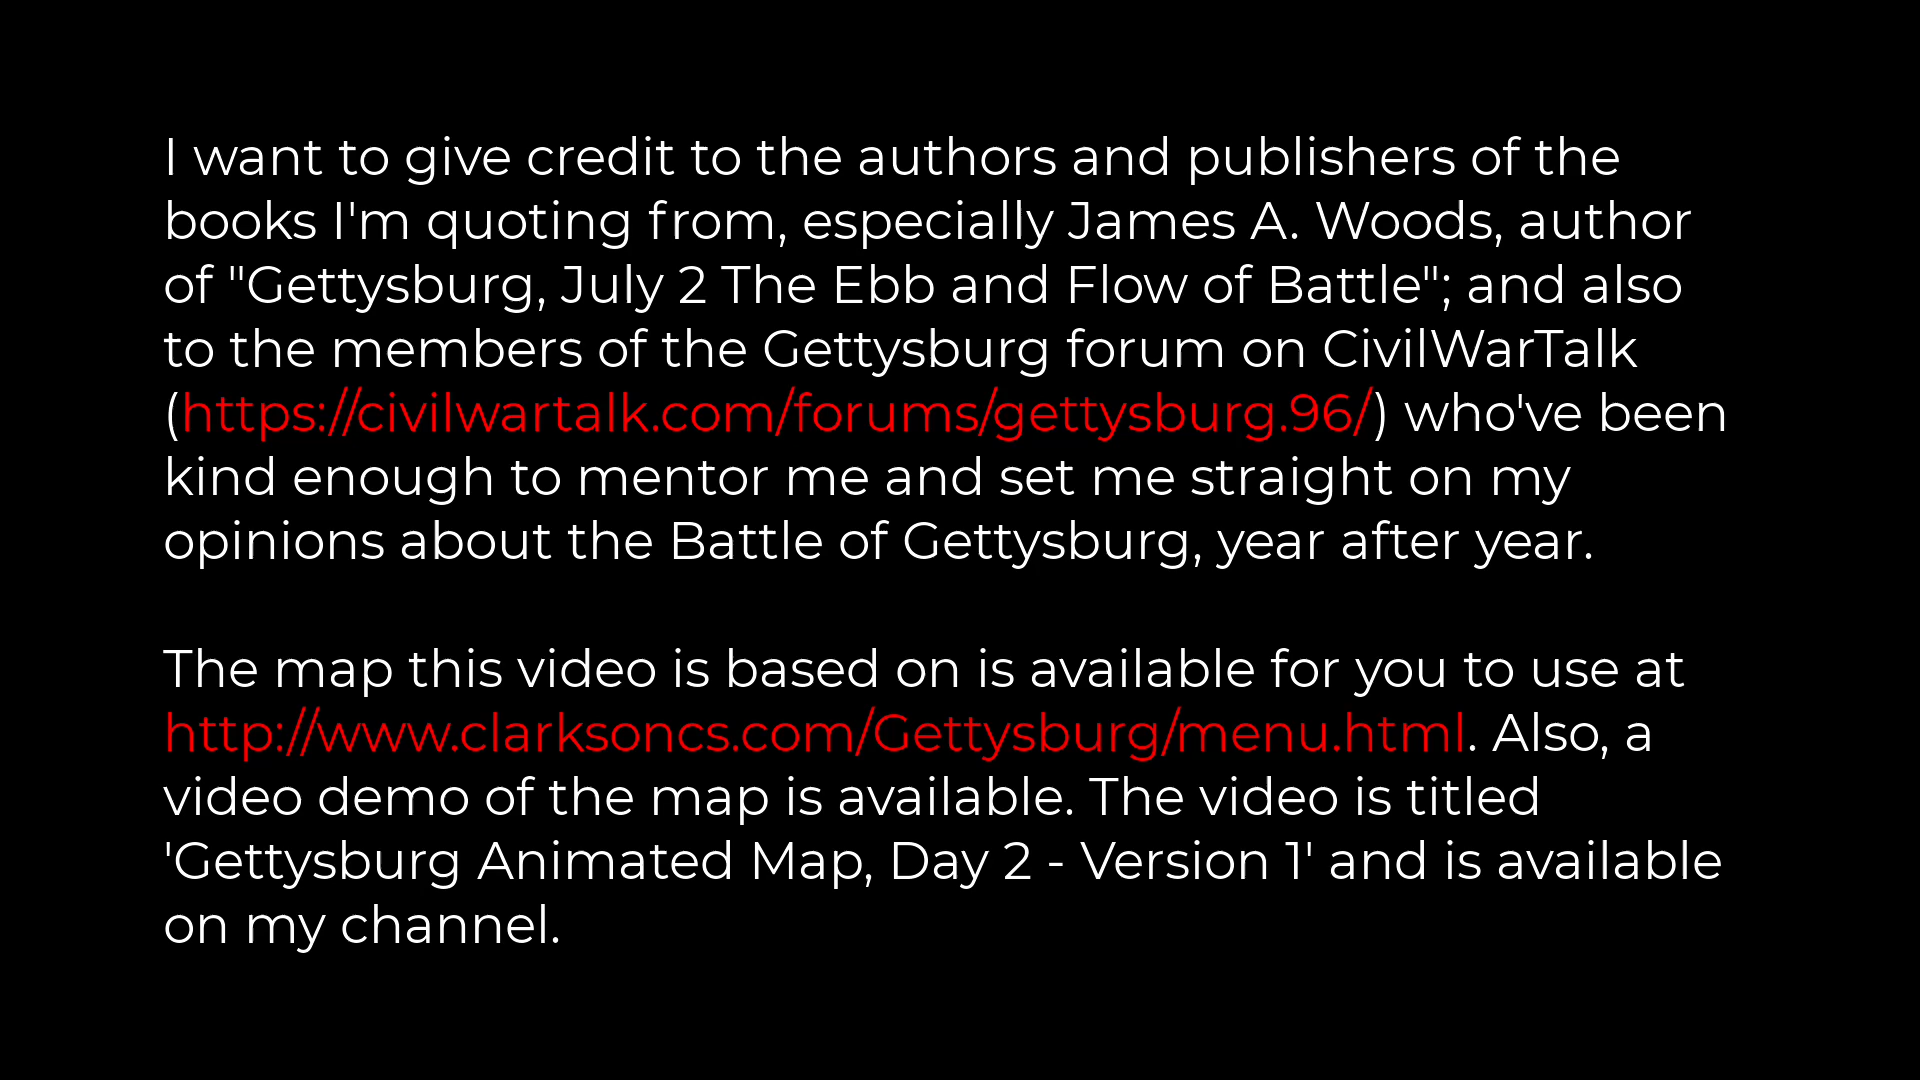 I want to give credit to the authors and publishers of the
books I'm quoting from, especially James A. Woods, author
of "Gettysburg, July 2 The Ebb and Flow of Battle"; and also
to the members of the Gettysburg forum on CivilWarTalk
(https://civilwartalk.com/forums/gettysburg.96/) who've been
kind enough to mentor me and set me straight on my
opinions about the Battle of Gettysburg, year after year.
The map this video is based on is available for you to use at
http://www.clarksoncs.com/Gettysburg/menu.html. Also, a
video demo of the map is available. The video is titled
'Gettysburg Animated Map, Day 2 - Version 1' and is available
on my channel.